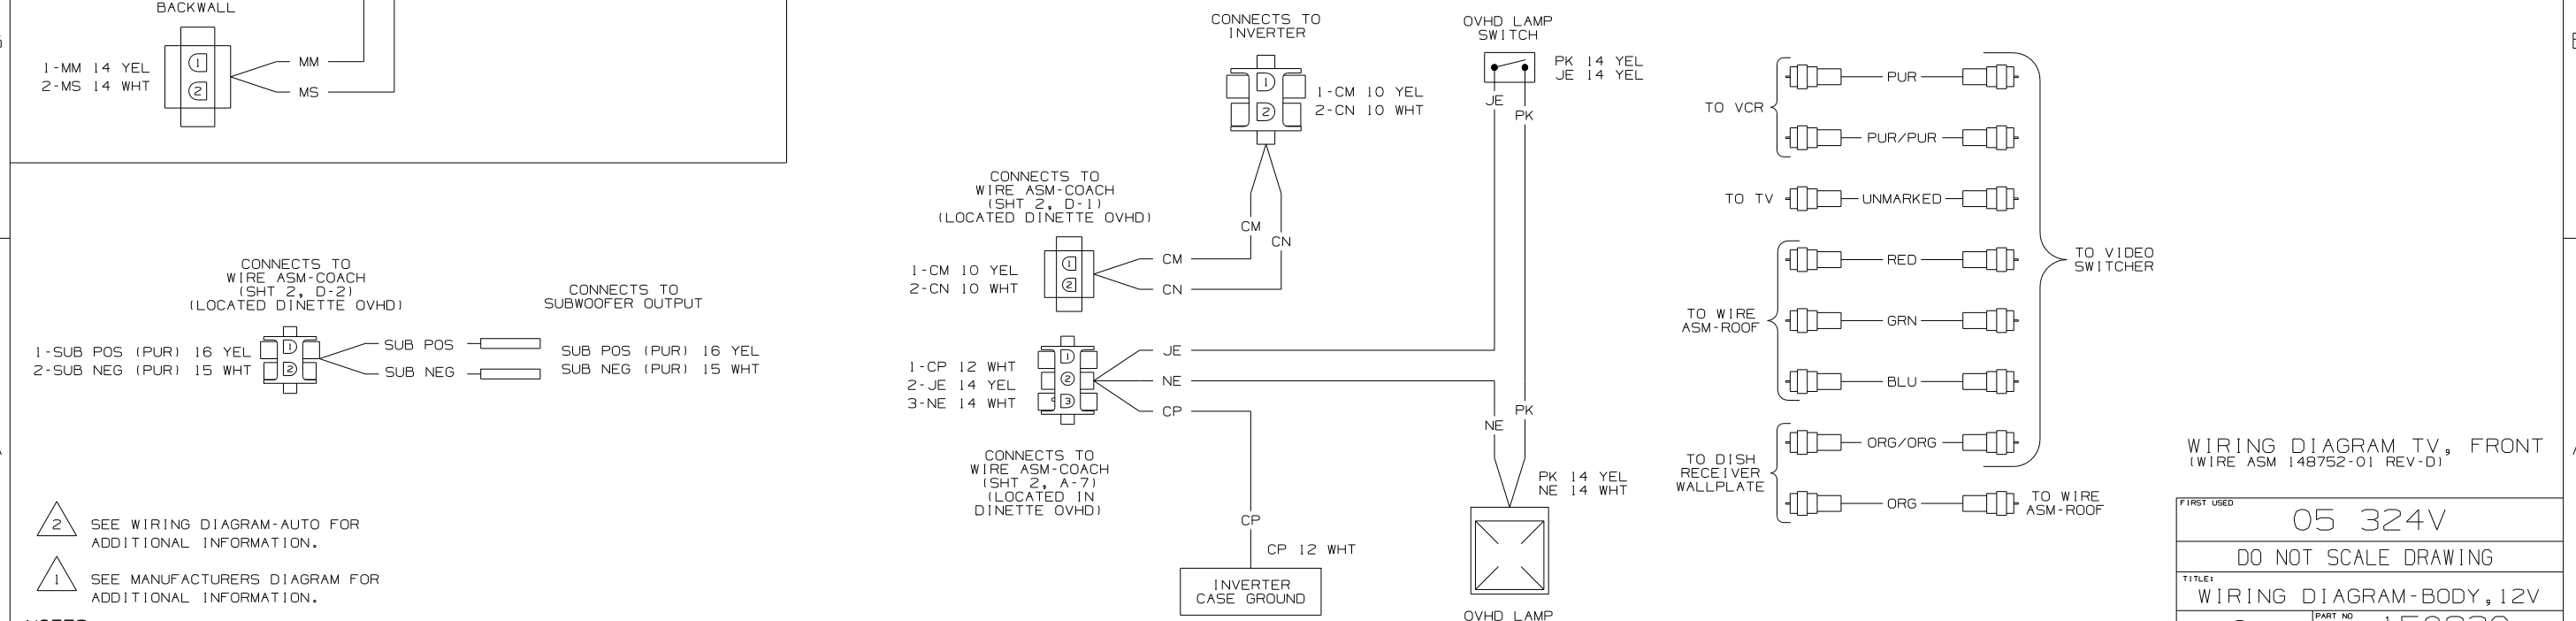 BACKWALL
1-MM 14 YEL
2-MS 14 WHT
1
2
MM
MS
CONNECTS TO
WIRE ASM-COACH
(SHT 2, D-2)
(LOCATED DINETTE OVHD)
1-SUB POS (PUR) 16 YEL
2-SUB NEG (PUR) 15 WHT
1
2
SUB POS
SUB NEG
CONNECTS TO
SUBWOOFER OUTPUT
SUB POS (PUR) 16 YEL
SUB NEG (PUR) 15 WHT
2
SEE WIRING DIAGRAM-AUTO FOR
ADDITIONAL INFORMATION.
1
SEE MANUFACTURERS DIAGRAM FOR
ADDITIONAL INFORMATION.
CONNECTS TO
INVERTER
1
2
1-CM 10 YEL
2-CN 10 WHT
CM
CN
CONNECTS TO
WIRE ASM-COACH
(SHT 2, D-1)
(LOCATED DINETTE OVHD)
1-CM 10 YEL
2-CN 10 WHT
1
2
CM
CN
1-CP 12 WHT
2-JE 14 YEL
3-NE 14 WHT
1
2
3
JE
NE
CP
CONNECTS TO
WIRE ASM-COACH
(SHT 2, A-7)
(LOCATED IN
DINETTE OVHD)
CP
CP 12 WHT
INVERTER
CASE GROUND
OVHD LAMP
SWITCH
PK 14 YEL
JE 14 YEL
JE
PK
PK
NE
PK 14 YEL
NE 14 WHT
OVHD LAMP
TO VCR
PUR
PUR/PUR
TO TV
UNMARKED
TO WIRE
ASM-ROOF
RED
GRN
BLU
TO DISH
RECEIVER
WALLPLATE
ORG/ORG
ORG
TO VIDEO
SWITCHER
TO WIRE
ASM-ROOF
WIRING DIAGRAM TV, FRONT
(WIRE ASM 148752-01 REV-D)
FIRST USED
05 324V
DO NOT SCALE DRAWING
TITLE:
WIRING DIAGRAM-BODY,12V
PART NO